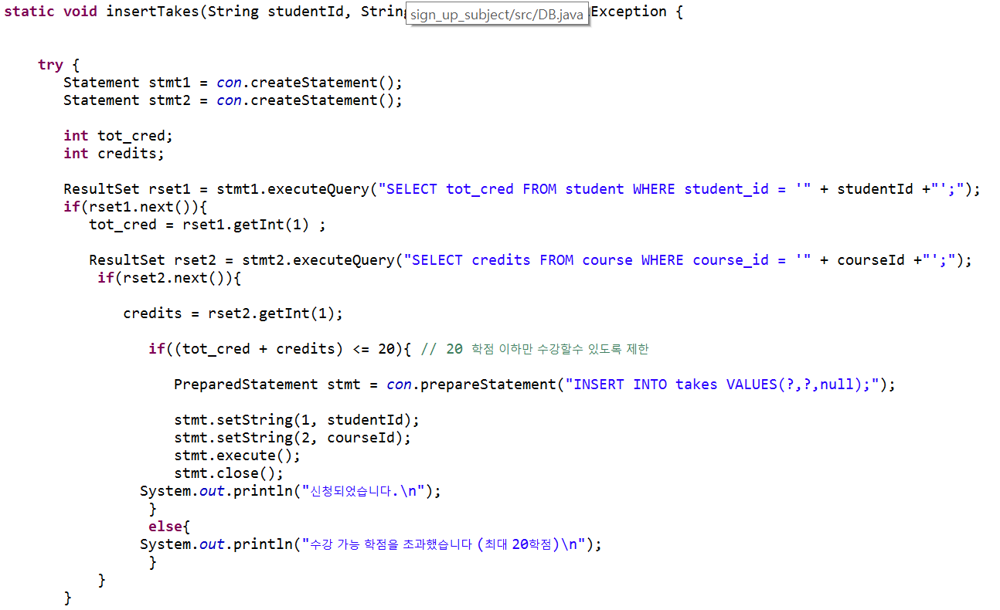 static void insertTakes(String studentId, String sign_up_subject/src/DB.java Exception {
try {
Statement stmt1 = con.createStatement();
Statement stmt2 = con.createStatement();
int tot_cred;
int credits;
ResultSet rset1 = stmt1.executeQuery("SELECT tot_cred FROM student WHERE student_id = '" + studentId +"';");
if(rset1.next()){
tot_cred = rset1.getInt(1) ;
ResultSet rset2 = stmt2.executeQuery("SELECT credits FROM course WHERE course_id = '" + courseId +"';");
if(rset2.next()){
credits = rset2.getInt(1);
if((tot_cred + credits) <= 20){ // 20 학점 이하만 수강할수 있도록 제한
PreparedStatement stmt = con.prepareStatement("INSERT INTO takes VALUES(?,?,null);");
stmt.setString(1, studentId);
stmt.setString(2, courseId);
stmt.execute();
stmt.close();
System.out.println("신청되었습니다.\n");
}
else{
System.out.println("수강 가능 학점을 초과했습니다 (최대 20학점)\n");
}
}
}